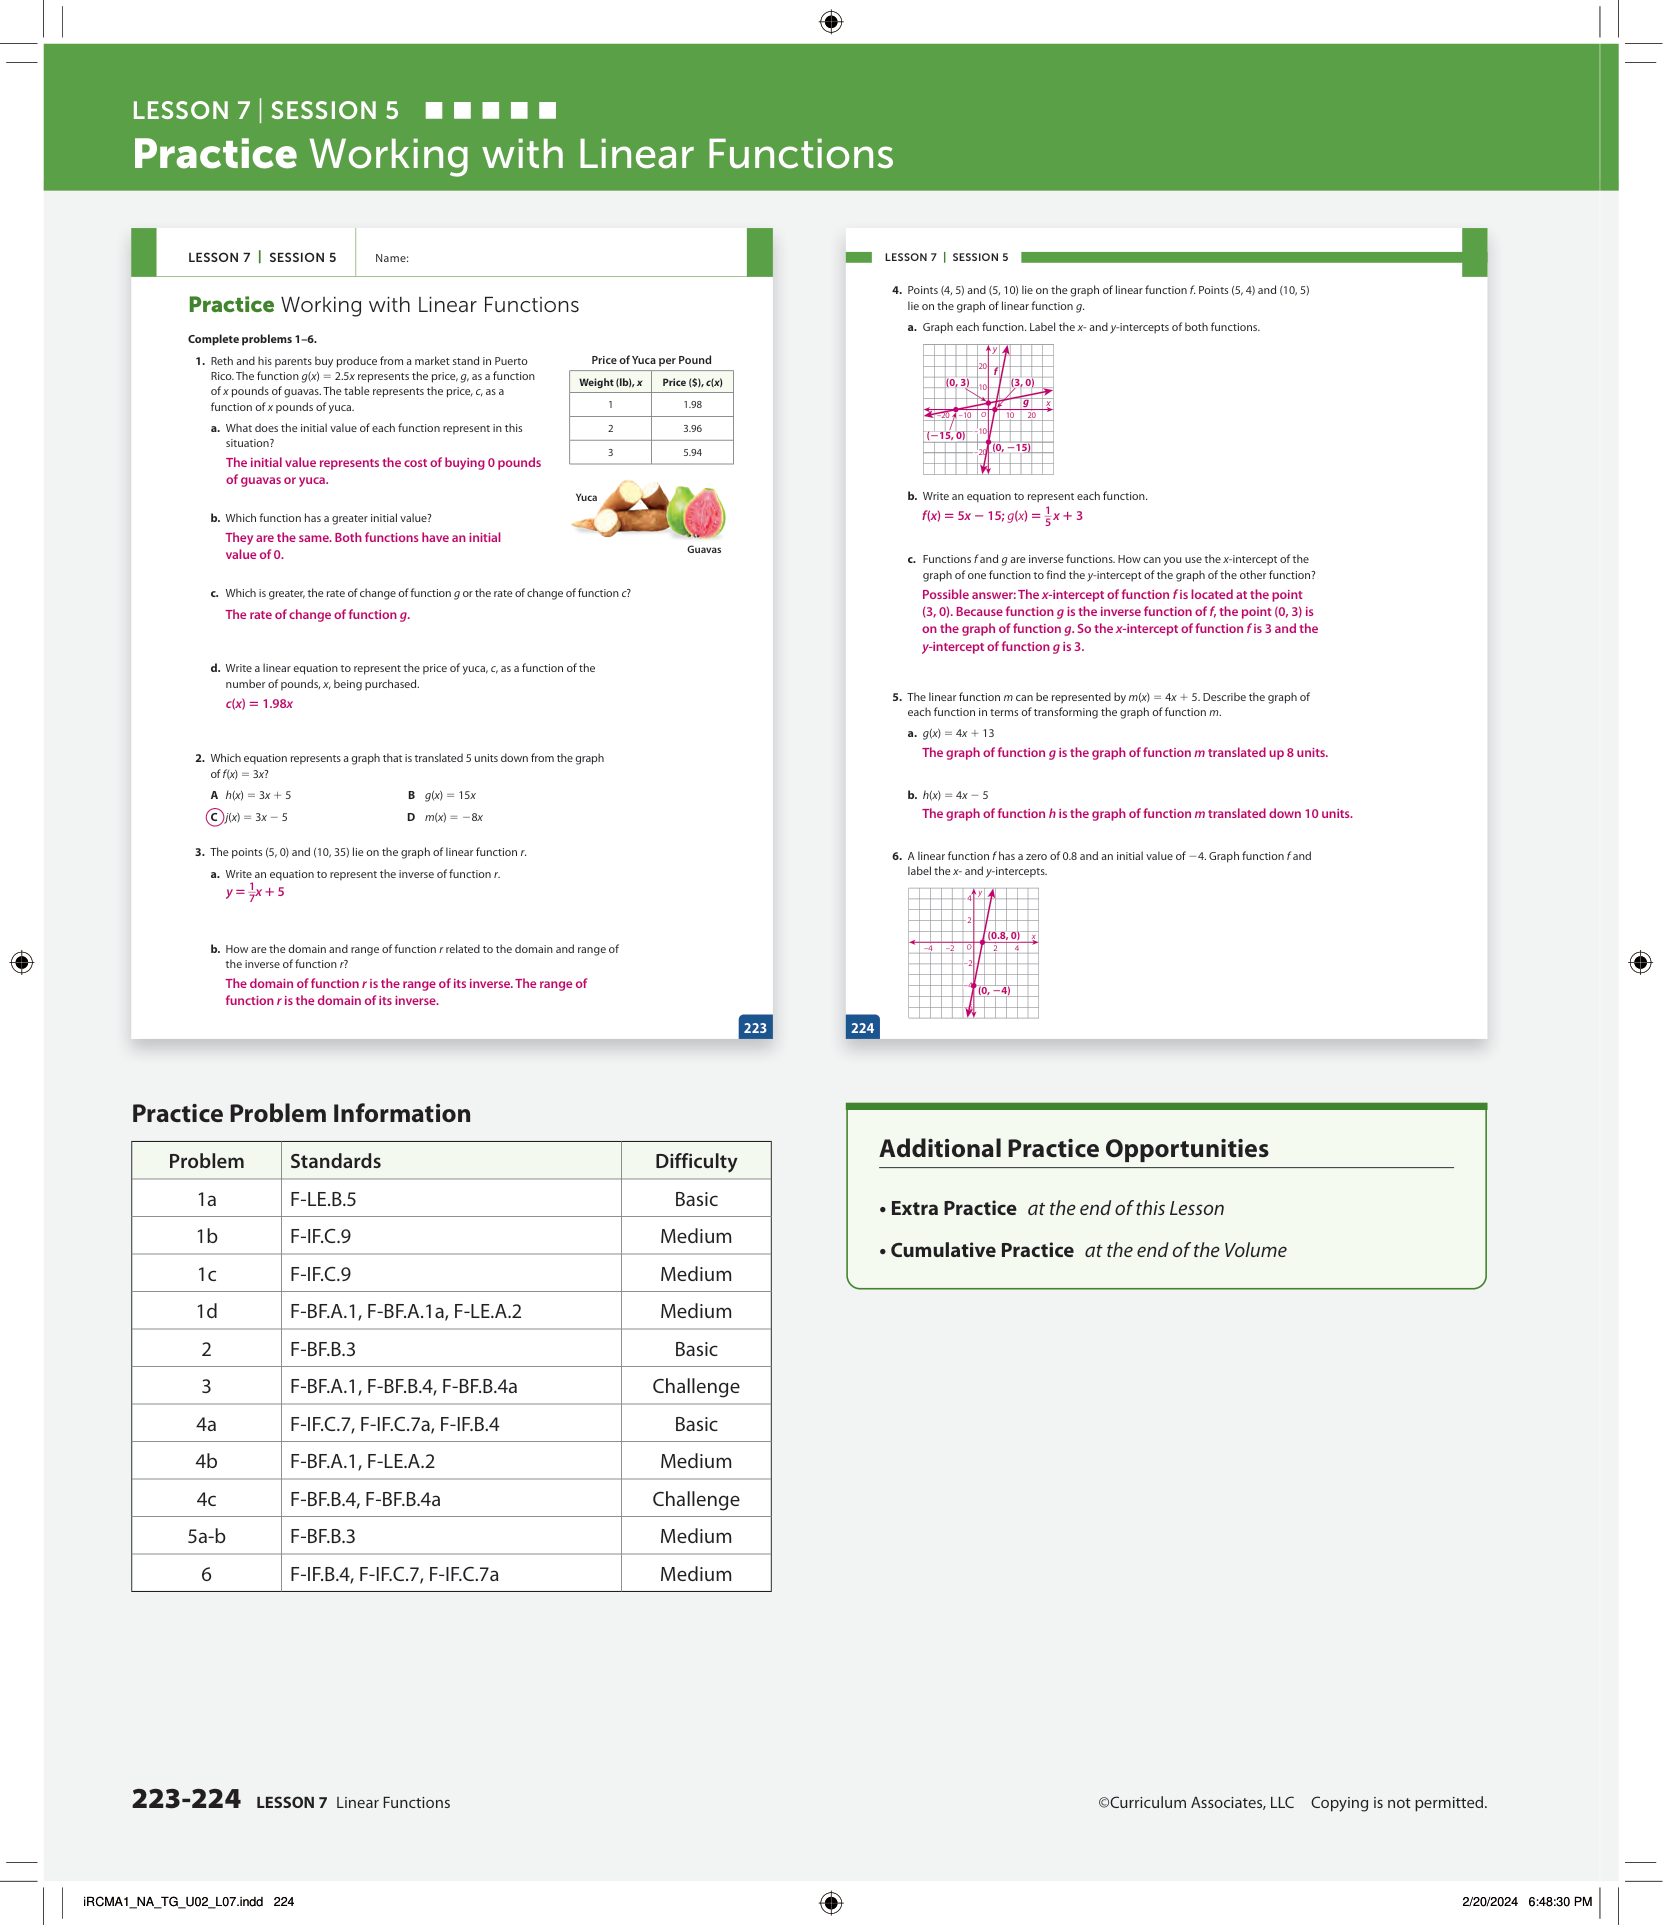 LESSON 7 | SESSION 5
Practice Working with Linear Functions
LESSON 7 | SESSION 5
Name:
Practice Working with Linear Functions
Complete problems 1–6.
1. Reth and his parents buy produce from a market stand in Puerto
Rico. The function g(x) = 2.5x represents the price, g, as a function
of x pounds of guavas. The table represents the price, c, as a
function of x pounds of yuca.
Price of Yuca per Pound
Weight (lb), x Price ($), c(x)
1 1.98
2 3.96
3 5.94
Yuca
Guavas
a. What does the initial value of each function represent in this
situation?
The initial value represents the cost of buying 0 pounds
of guavas or yuca.
b. Which function has a greater initial value?
They are the same. Both functions have an initial
value of 0.
c. Which is greater, the rate of change of function g or the rate of change of function c?
The rate of change of function g.
d. Write a linear equation to represent the price of yuca, c, as a function of the
number of pounds, x, being purchased.
c(x) = 1.98x
2. Which equation represents a graph that is translated 5 units down from the graph
of f(x) = 3x?
A h(x) = 3x + 5 B g(x) = 15x
C j(x) = 3x − 5 D m(x) = −8x
3. The points (5, 0) and (10, 35) lie on the graph of linear function r.
a. Write an equation to represent the inverse of function r.
y = 1/7x + 5
b. How are the domain and range of function r related to the domain and range of
the inverse of function r?
The domain of function r is the range of its inverse. The range of
function r is the domain of its inverse.
223
LESSON 7 | SESSION 5
4. Points (4, 5) and (5, 10) lie on the graph of linear function f. Points (5, 4) and (10, 5)
lie on the graph of linear function g.
a. Graph each function. Label the x- and y-intercepts of both functions.
y
20
f
(0, 3) 10 (3, 0)
g x
−20 −10 O 10 20
(−15, 0) −10
−20 (0, −15)
b. Write an equation to represent each function.
f(x) = 5x − 15; g(x) = 1/5 x + 3
c. Functions f and g are inverse functions. How can you use the x-intercept of the
graph of one function to find the y-intercept of the graph of the other function?
Possible answer: The x-intercept of function f is located at the point
(3, 0). Because function g is the inverse function of f, the point (0, 3) is
on the graph of function g. So the x-intercept of function f is 3 and the
y-intercept of function g is 3.
5. The linear function m can be represented by m(x) = 4x + 5. Describe the graph of
each function in terms of transforming the graph of function m.
a. g(x) = 4x + 13
The graph of function g is the graph of function m translated up 8 units.
b. h(x) = 4x − 5
The graph of function h is the graph of function m translated down 10 units.
6. A linear function f has a zero of 0.8 and an initial value of −4. Graph function f and
label the x- and y-intercepts.
4 y
2
(0.8, 0) x
−4 −2 O 2 4
−2
(0, −4)
224
Practice Problem Information
Problem Standards Difficulty
1a F-LE.B.5 Basic
1b F-IF.C.9 Medium
1c F-IF.C.9 Medium
1d F-BF.A.1, F-BF.A.1a, F-LE.A.2 Medium
2 F-BF.B.3 Basic
3 F-BF.A.1, F-BF.B.4, F-BF.B.4a Challenge
4a F-IF.C.7, F-IF.C.7a, F-IF.B.4 Basic
4b F-BF.A.1, F-LE.A.2 Medium
4c F-BF.B.4, F-BF.B.4a Challenge
5a-b F-BF.B.3 Medium
6 F-IF.B.4, F-IF.C.7, F-IF.C.7a Medium
Additional Practice Opportunities
• Extra Practice at the end of this Lesson
• Cumulative Practice at the end of the Volume
223-224 LESSON 7 Linear Functions
©Curriculum Associates, LLC Copying is not permitted.
iRCMA1_NA_TG_U02_L07.indd 224
2/20/2024 6:48:30 PM